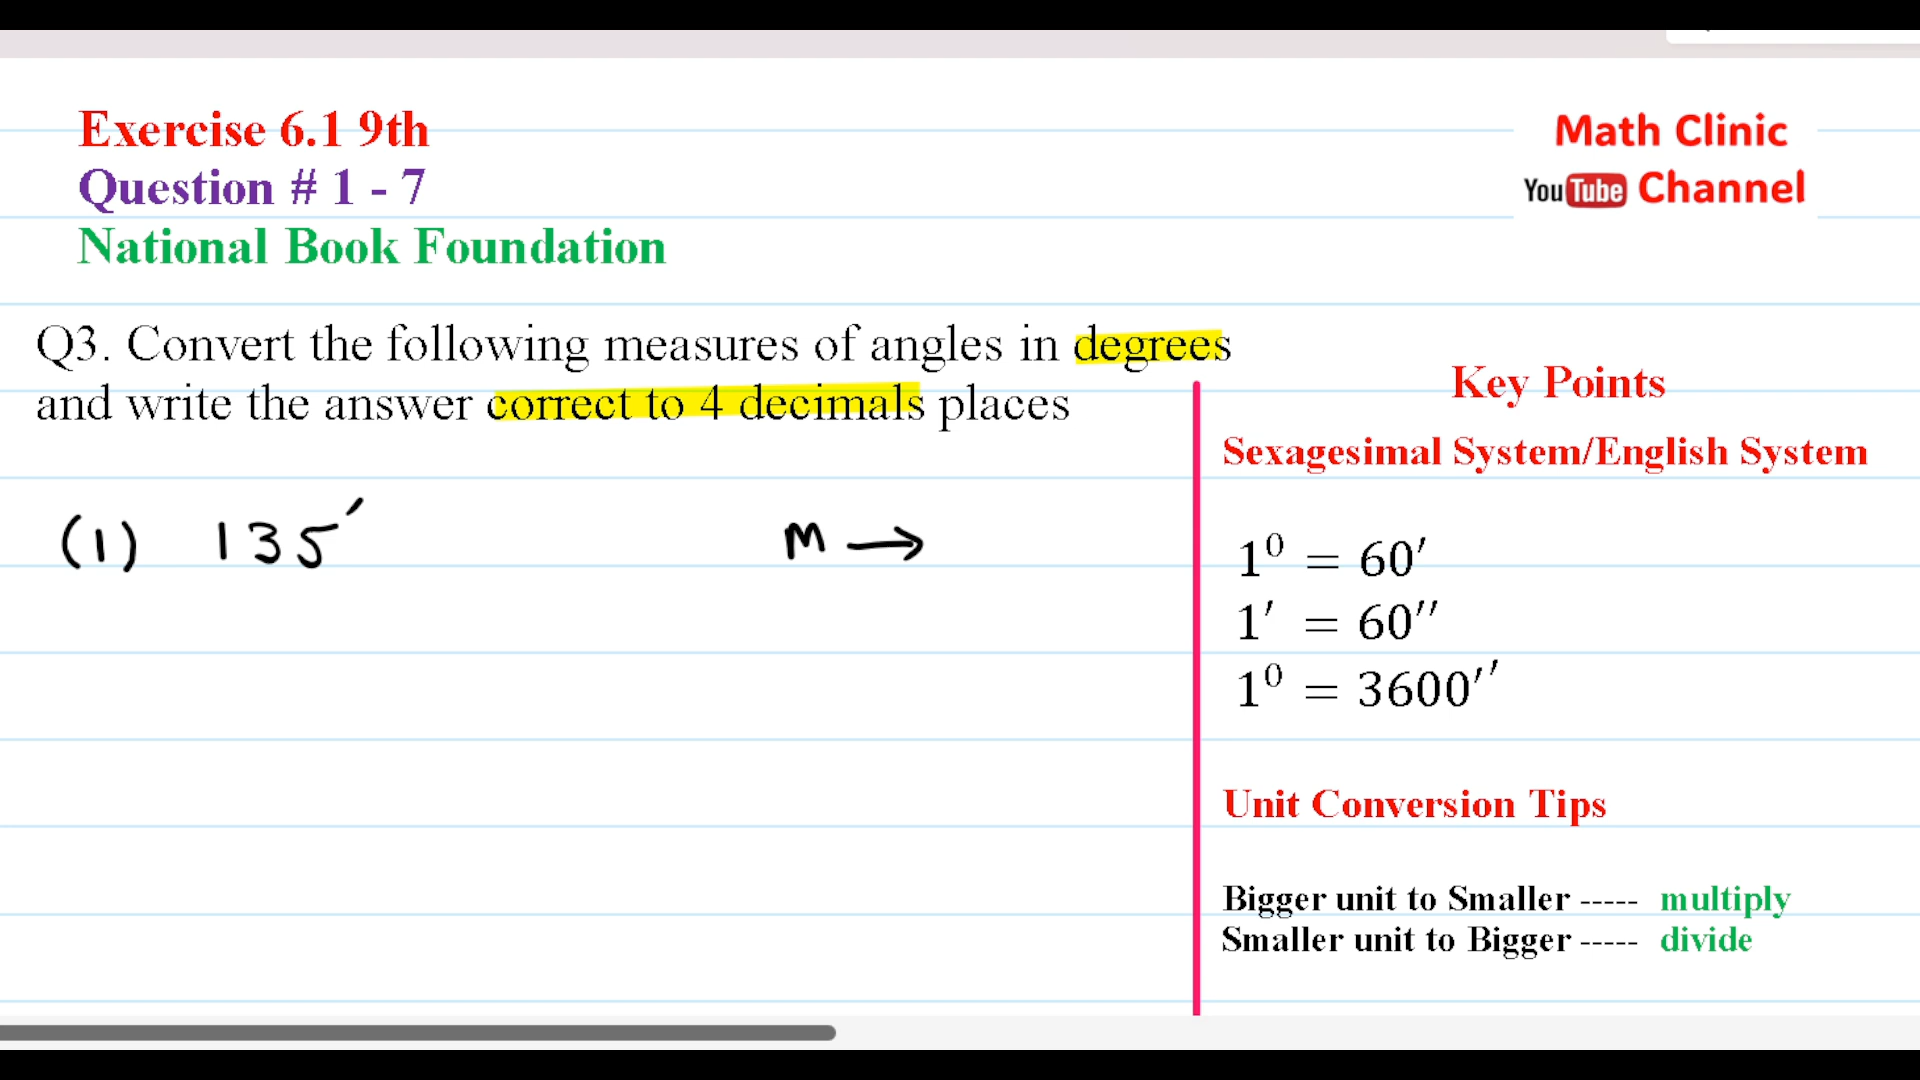 Exercise 6.1 9th
Question # 1 - 7
National Book Foundation
Math Clinic
YouTube Channel
Q3. Convert the following measures of angles in degrees
and write the answer correct to 4 decimals places
(1) 135′
M →
Key Points
Sexagesimal System/English System
1⁰ = 60′
1′ = 60′′
1⁰ = 3600′′
Unit Conversion Tips
Bigger unit to Smaller ----- multiply
Smaller unit to Bigger ----- divide